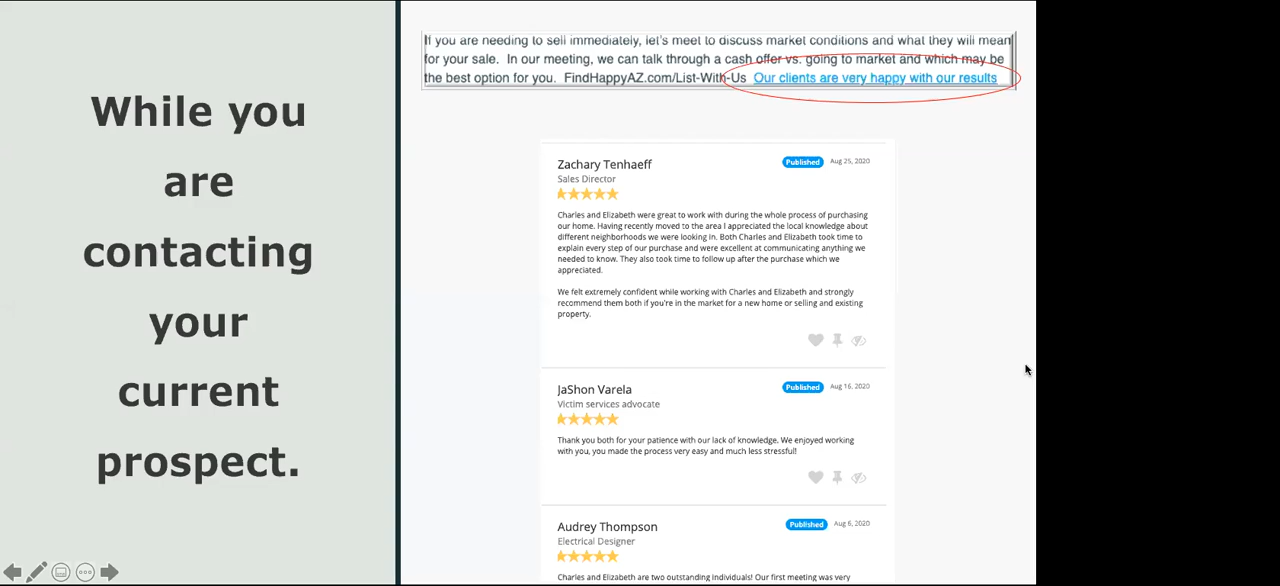 While you
are
contacting
your
current
prospect.
If you are needing to sell immediately, let's meet to discuss market conditions and what they will mean
for your sale. In our meeting, we can talk through a cash offer vs. going to market and which may be
the best option for you. FindHappyAZ.com/List-With-Us Our clients are very happy with our results
Zachary Tenhaeff
Published Aug 25, 2020
Sales Director
Charles and Elizabeth were great to work with during the whole process of purchasing
our home. Having recently moved to the area I appreciated the local knowledge about
different neighborhoods we were looking in. Both Charles and Elizabeth took time to
explain every step of our purchase and were excellent at communicating anything we
needed to know. They also took time to follow up after the purchase which we
appreciated.
We felt extremely confident while working with Charles and Elizabeth and strongly
recommend them both if you're in the market for a new home or selling and existing
property.
JaShon Varela
Published Aug 16, 2020
Victim services advocate
Thank you both for your patience with our lack of knowledge. We enjoyed working
with you, you made the process very easy and much less stressful!
Audrey Thompson
Published Aug 6, 2020
Electrical Designer
Charles and Elizabeth are two outstanding individuals! Our first meeting was very